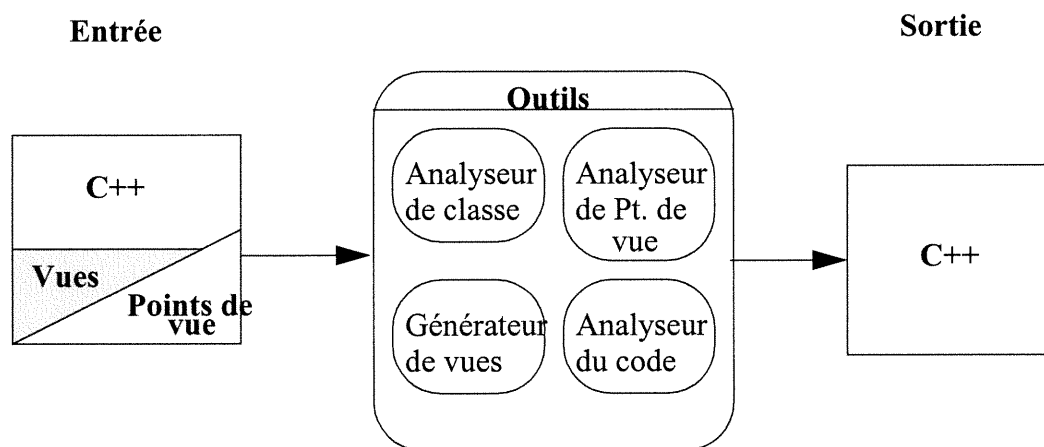 Entrée
Sortie
Outils
C++
Vues
Points de
vue
Analyseur
de classe
Analyseur
de Pt. de
vue
Générateur
de vues
Analyseur
du code
C++